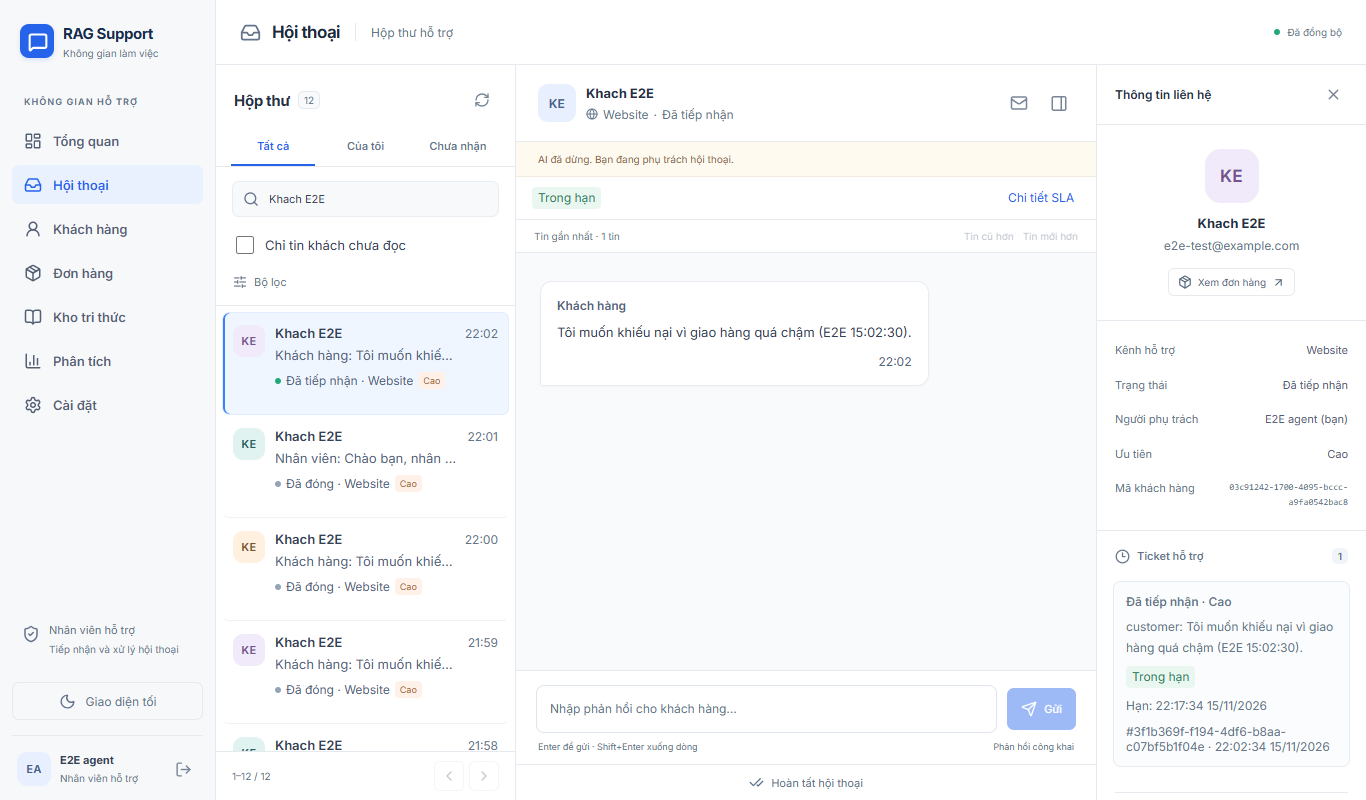 RAG Support
Không gian làm việc
KHÔNG GIAN HỖ TRỢ
Tổng quan
Hội thoại
Khách hàng
Đơn hàng
Kho tri thức
Phân tích
Cài đặt
Nhân viên hỗ trợ
Tiếp nhận và xử lý hội thoại
Giao diện tối
EA
E2E agent
Nhân viên hỗ trợ
Hội thoại
Hộp thư hỗ trợ
Đã đồng bộ
Hộp thư 12
Tất cả Của tôi Chưa nhận
Khach E2E
Chỉ tin khách chưa đọc
Bộ lọc
KE
Khach E2E 22:02
Khách hàng: Tôi muốn khiế...
Đã tiếp nhận · Website Cao
KE
Khach E2E 22:01
Nhân viên: Chào bạn, nhân ...
Đã đóng · Website Cao
KE
Khach E2E 22:00
Khách hàng: Tôi muốn khiế...
Đã đóng · Website Cao
KE
Khach E2E 21:59
Khách hàng: Tôi muốn khiế...
Đã đóng · Website Cao
KE
Khach E2E 21:58
1–12 / 12
KE
Khach E2E
Website · Đã tiếp nhận
AI đã dừng. Bạn đang phụ trách hội thoại.
Trong hạn Chi tiết SLA
Tin gần nhất · 1 tin Tin cũ hơn Tin mới hơn
Khách hàng
Tôi muốn khiếu nại vì giao hàng quá chậm (E2E 15:02:30).
22:02
Nhập phản hồi cho khách hàng...
Gửi
Enter để gửi · Shift+Enter xuống dòng Phản hồi công khai
Hoàn tất hội thoại
Thông tin liên hệ
KE
Khach E2E
e2e-test@example.com
Xem đơn hàng
Kênh hỗ trợ Website
Trạng thái Đã tiếp nhận
Người phụ trách E2E agent (bạn)
Ưu tiên Cao
Mã khách hàng 03c91242-1700-4095-bccc-
a9fa0542bac8
Ticket hỗ trợ 1
Đã tiếp nhận · Cao
customer: Tôi muốn khiếu nại vì giao
hàng quá chậm (E2E 15:02:30).
Trong hạn
Hạn: 22:17:34 15/11/2026
#3f1b369f-f194-4df6-b8aa-
c07bf5b1f04e · 22:02:34 15/11/2026